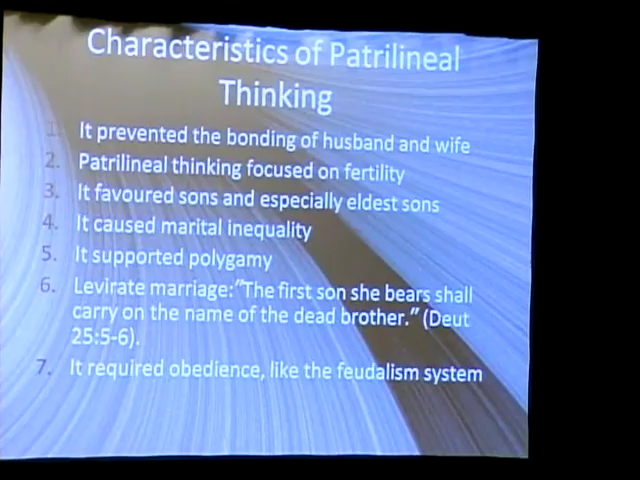 Characteristics of Patrilineal
Thinking
1. It prevented the bonding of husband and wife
2. Patrilineal thinking focused on fertility
3. It favoured sons and especially eldest sons
4. It caused marital inequality
5. It supported polygamy
6. Levirate marriage:"The first son she bears shall
carry on the name of the dead brother." (Deut
25:5-6).
7. It required obedience, like the feudalism system